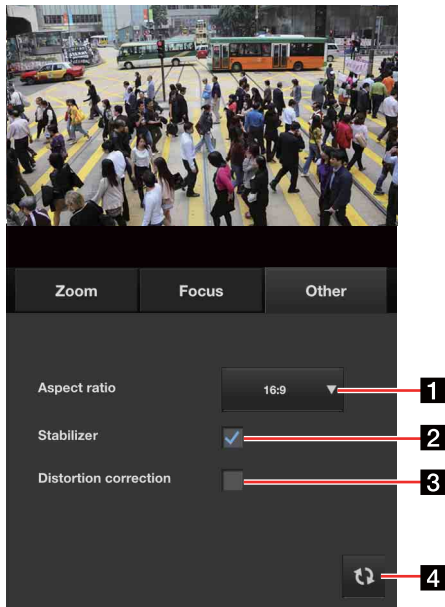 Zoom Focus Other
Aspect ratio 16:9 ▼ 1
Stabilizer 2
Distortion correction 3
4